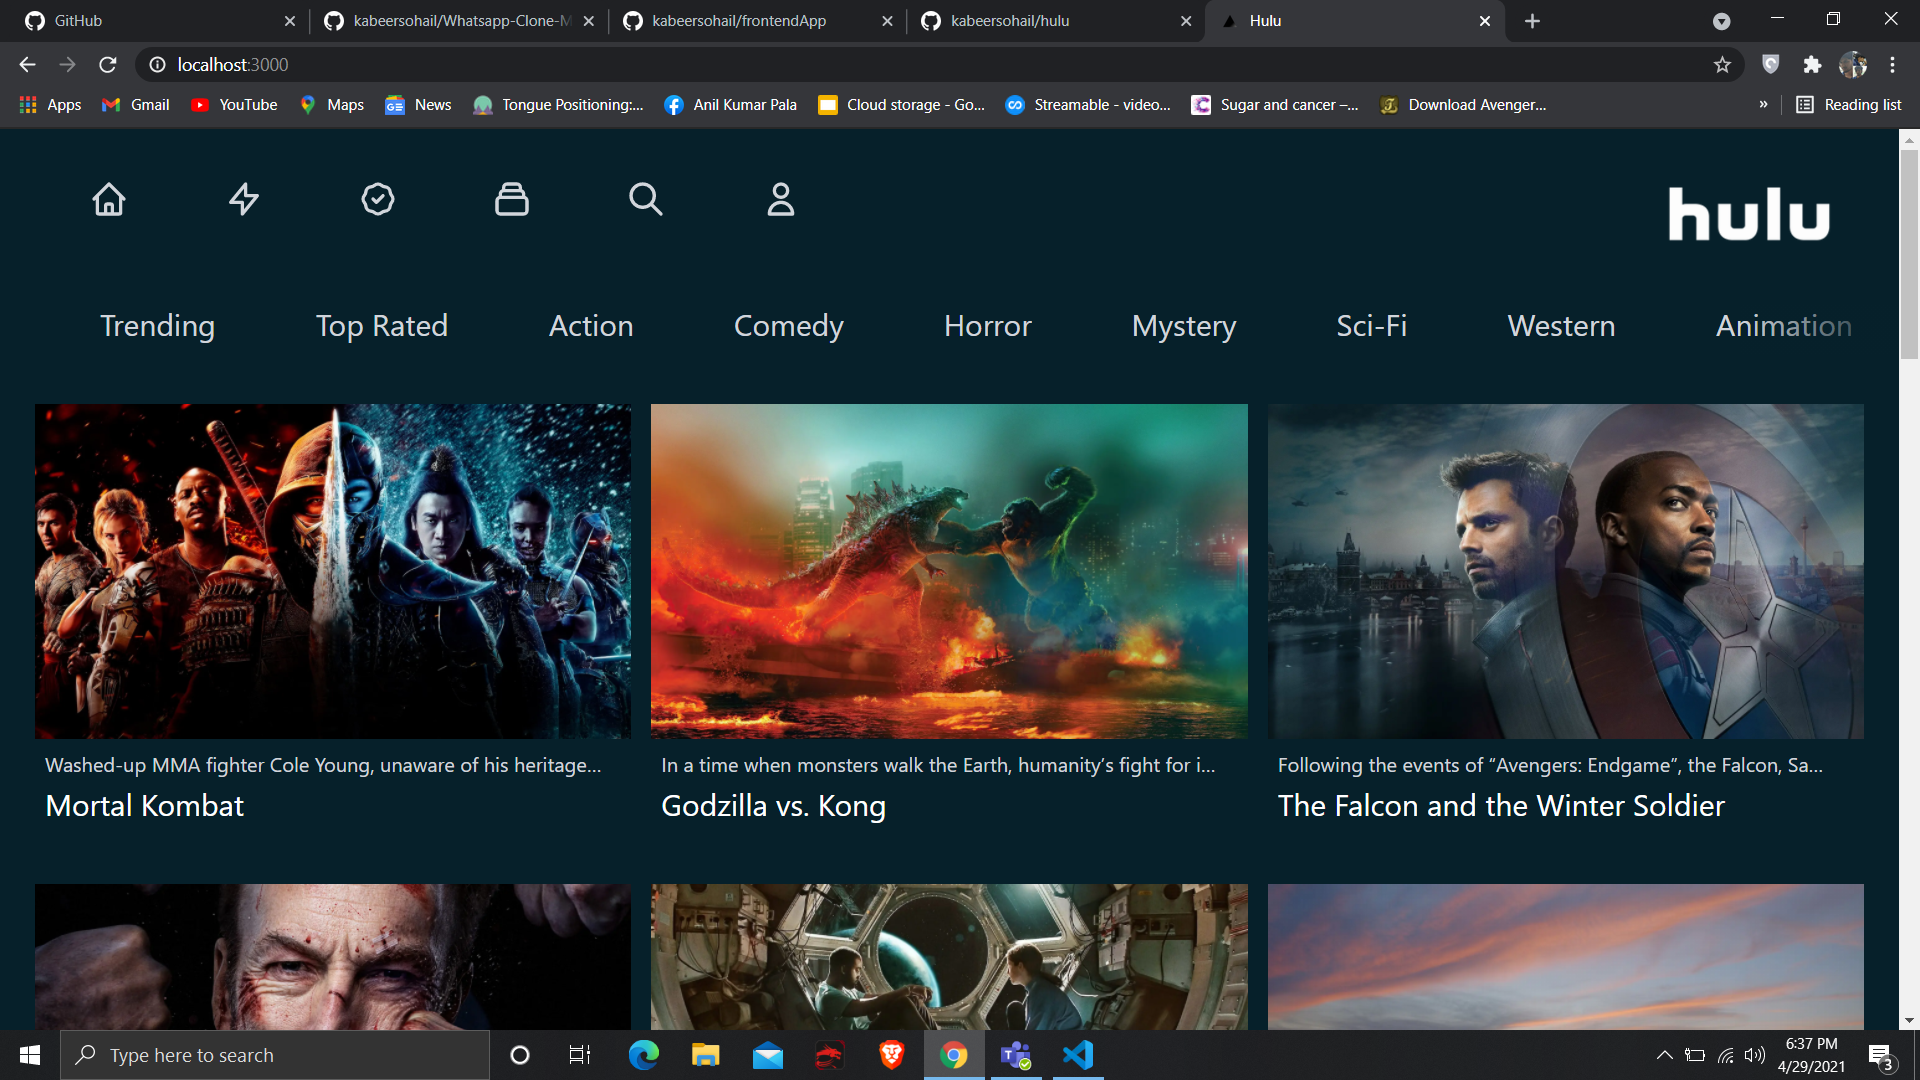 GitHub
kabeersohail/Whatsapp-Clone-M
kabeersohail/frontendApp
kabeersohail/hulu
Hulu
localhost:3000
Apps
Gmail
YouTube
Maps
News
Tongue Positioning:...
Anil Kumar Pala
Cloud storage - Go...
Streamable - video...
Sugar and cancer –...
Download Avenger...
»
Reading list
hulu
Trending
Top Rated
Action
Comedy
Horror
Mystery
Sci-Fi
Western
Animation
Washed-up MMA fighter Cole Young, unaware of his heritage...
Mortal Kombat
In a time when monsters walk the Earth, humanity’s fight for i...
Godzilla vs. Kong
Following the events of “Avengers: Endgame”, the Falcon, Sa...
The Falcon and the Winter Soldier
Type here to search
6:37 PM
4/29/2021
3